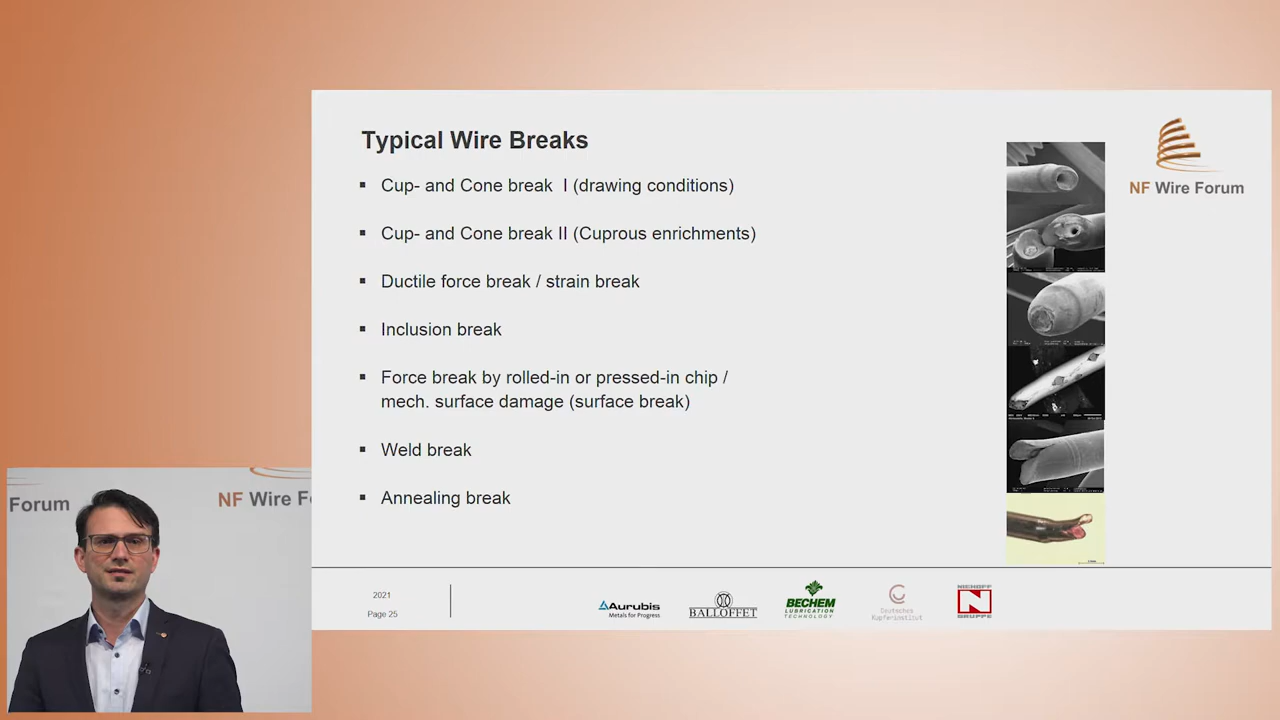 Typical Wire Breaks
▪ Cup- and Cone break I (drawing conditions)
▪ Cup- and Cone break II (Cuprous enrichments)
▪ Ductile force break / strain break
▪ Inclusion break
▪ Force break by rolled-in or pressed-in chip /
mech. surface damage (surface break)
▪ Weld break
▪ Annealing break
NF Wire Forum
Forum
NF Wire Fo
2021
Page 25
Aurubis
Metals for Progress
BALLOFFET
BECHEM
LUBRICATION
TECHNOLOGY
Deutsches
Kupferinstitut
NIEHOFF
N
GRUPPE